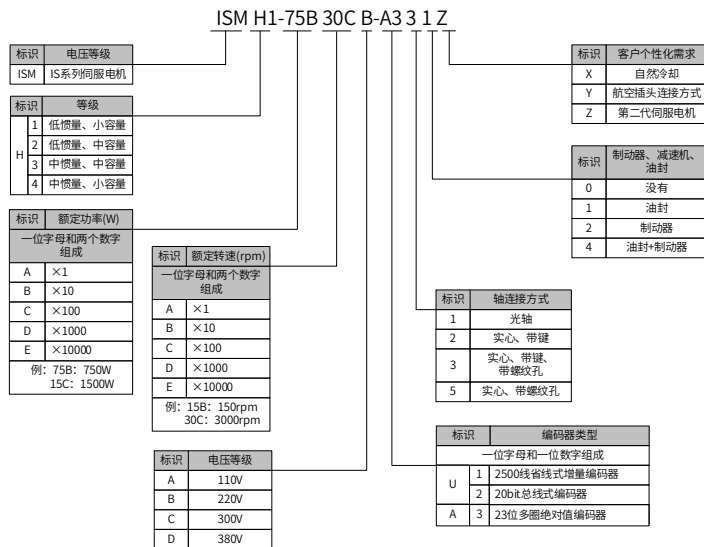 ISM H1-75B 30C B-A3 3 1 Z
标识 电压等级
ISM IS系列伺服电机
标识 等级
H
1 低惯量、小容量
2 低惯量、中容量
3 中惯量、中容量
4 中惯量、小容量
标识 额定功率(W)
一位字母和两个数字
组成
A ×1
B ×10
C ×100
D ×1000
E ×10000
例：75B：750W
15C：1500W
标识 额定转速(rpm)
一位字母和两个数字
组成
A ×1
B ×10
C ×100
D ×1000
E ×10000
例：15B：150rpm
30C：3000rpm
标识 电压等级
A 110V
B 220V
C 300V
D 380V
标识 客户个性化需求
X 自然冷却
Y 航空插头连接方式
Z 第二代伺服电机
标识 制动器、减速机、
油封
0 没有
1 油封
2 制动器
4 油封+制动器
标识 轴连接方式
1 光轴
2 实心、带键
3 实心、带键、
带螺纹孔
5 实心、带螺纹孔
标识 编码器类型
一位字母和一位数字组成
U 1 2500线省线式增量编码器
2 20bit总线式编码器
A 3 23位多圈绝对值编码器